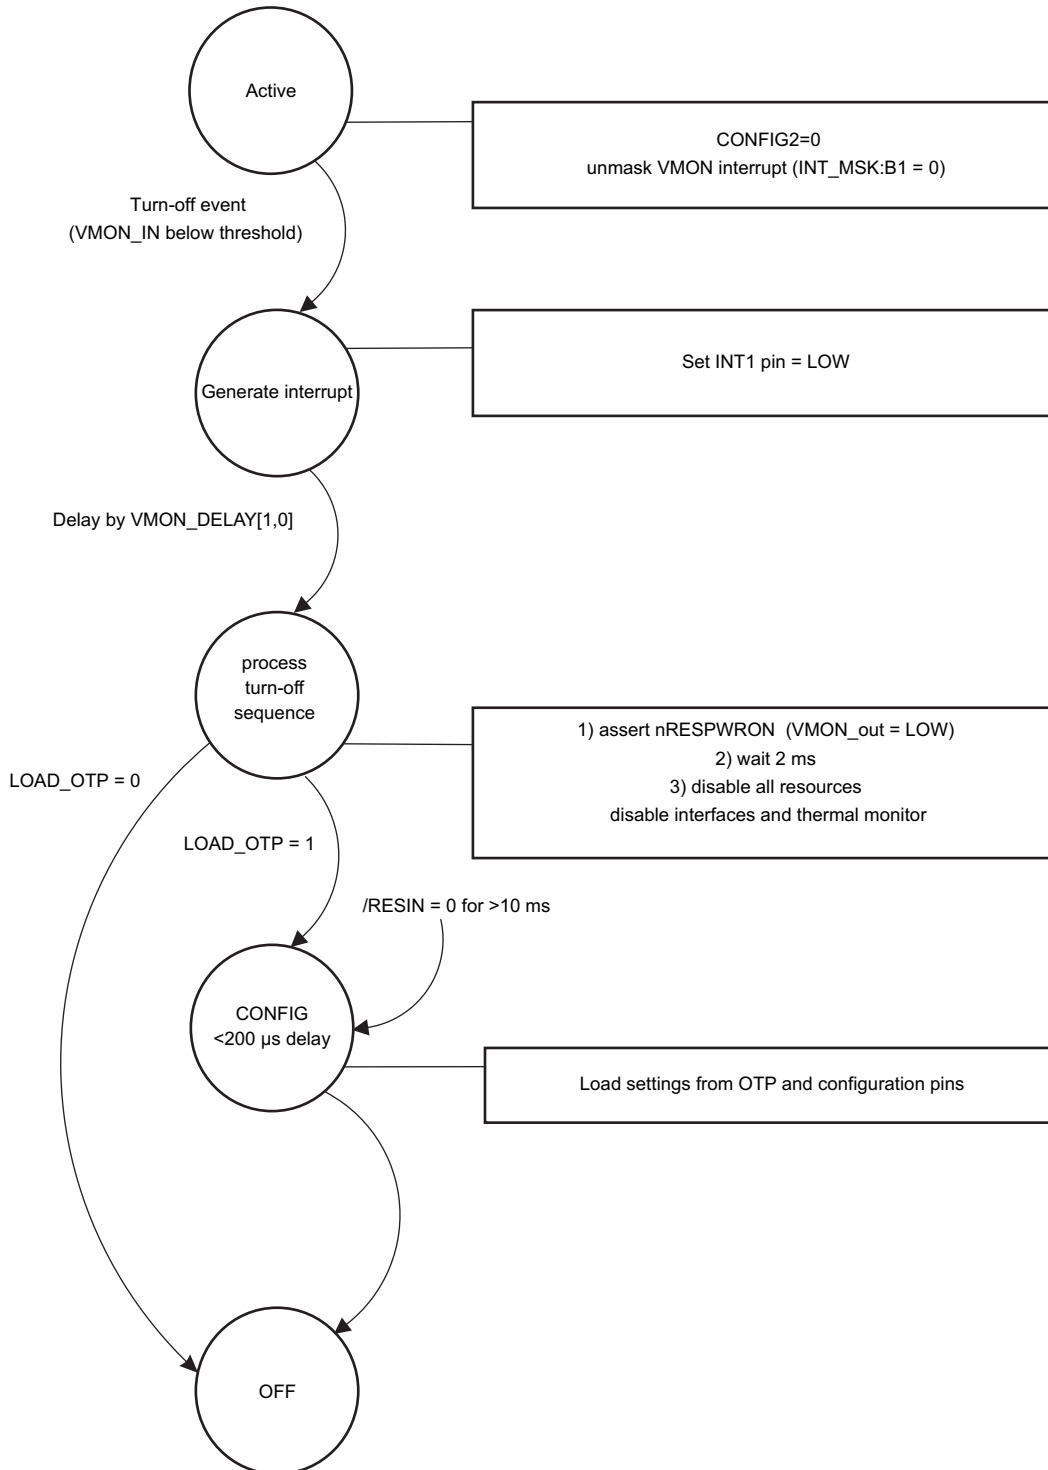 Active
CONFIG2=0
unmask VMON interrupt (INT_MSK:B1 = 0)
Turn-off event
(VMON_IN below threshold)
Generate interrupt
Set INT1 pin = LOW
Delay by VMON_DELAY[1,0]
process
turn-off
sequence
1) assert nRESPWRON (VMON_out = LOW)
2) wait 2 ms
3) disable all resources
disable interfaces and thermal monitor
LOAD_OTP = 0
LOAD_OTP = 1
/RESIN = 0 for >10 ms
CONFIG
<200 µs delay
Load settings from OTP and configuration pins
OFF